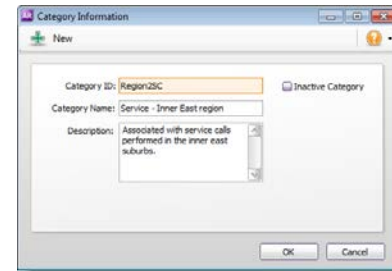 Category Information
New
Category ID: Region2SC
Inactive Category
Category Name: Service - Inner East region
Description: Associated with service calls
performed in the inner east
suburbs.
OK Cancel